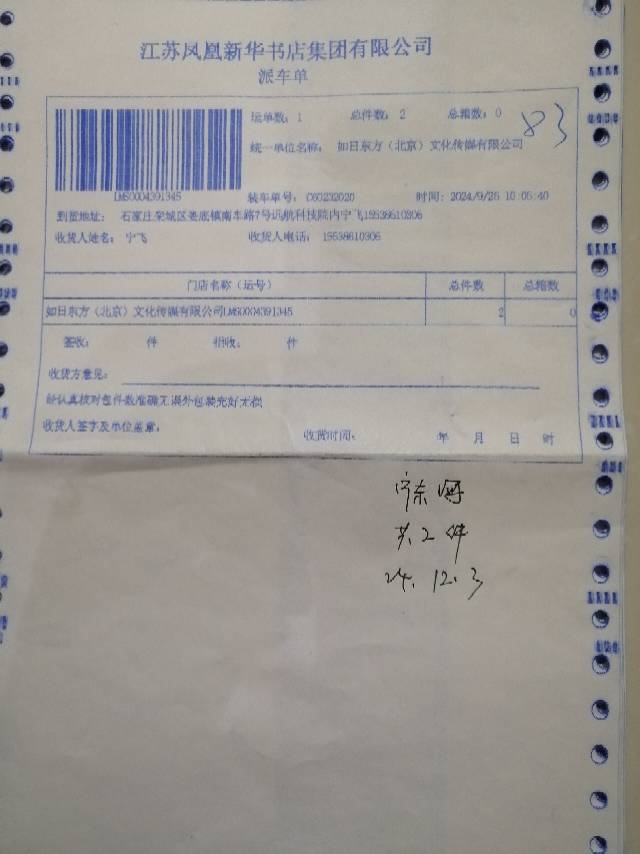 江苏凤凰新华书店集团有限公司
派车单
运单数：1 总件数：2 总箱数：0
83
统一单位名称： 如日东方（北京）文化传媒有限公司
LMS0004391345 装车单号：C60232020 时间：2024/9/26 10:05:40
到货地址： 石家庄栾城区娄底镇南车路7号远航科技院内宁飞15538610306
收货人姓名： 宁飞 收货人电话： 15538610306
门店名称（运号） 总件数 总箱数
如日东方（北京）文化传媒有限公司LMS0004391345 2 0
签收： 件 拒收： 件
收货方意见：
经认真核对包件数准确无误外包装完好无损
收货人签字及单位盖章： 收货时间： 年 月 日 时
共2件
24.12.3